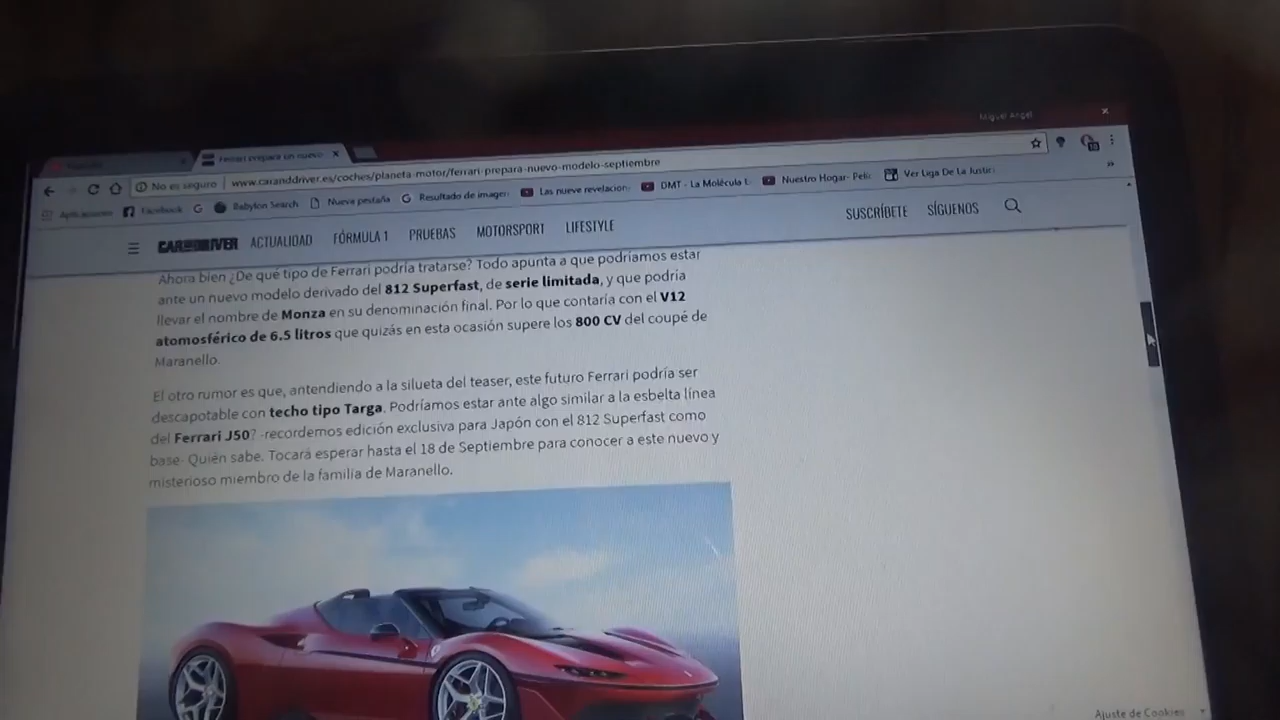 Miguel Angel
Ferrari prepara un nuevo
No es seguro www.caranddriver.es/coches/planeta-motor/ferrari-prepara-nuevo-modelo-septiembre
Aplicaciones Facebook Babylon Search Nueva pestaña Resultado de imagen Las nueve revelacion DMT - La Molécula Nuestro Hogar- Peli Ver Liga De La Justic
CAR AND DRIVER ACTUALIDAD FÓRMULA 1 PRUEBAS MOTORSPORT LIFESTYLE SUSCRÍBETE SÍGUENOS
Ahora bien ¿De qué tipo de Ferrari podría tratarse? Todo apunta a que podríamos estar
ante un nuevo modelo derivado del 812 Superfast, de serie limitada, y que podría
llevar el nombre de Monza en su denominación final. Por lo que contaría con el V12
atomosférico de 6.5 litros que quizás en esta ocasión supere los 800 CV del coupé de
Maranello.
El otro rumor es que, antendiendo a la silueta del teaser, este futuro Ferrari podría ser
descapotable con techo tipo Targa. Podríamos estar ante algo similar a la esbelta línea
del Ferrari J50? -recordemos edición exclusiva para Japón con el 812 Superfast como
base- Quién sabe. Tocará esperar hasta el 18 de Septiembre para conocer a este nuevo y
misterioso miembro de la familia de Maranello.
Ajuste de Cookies